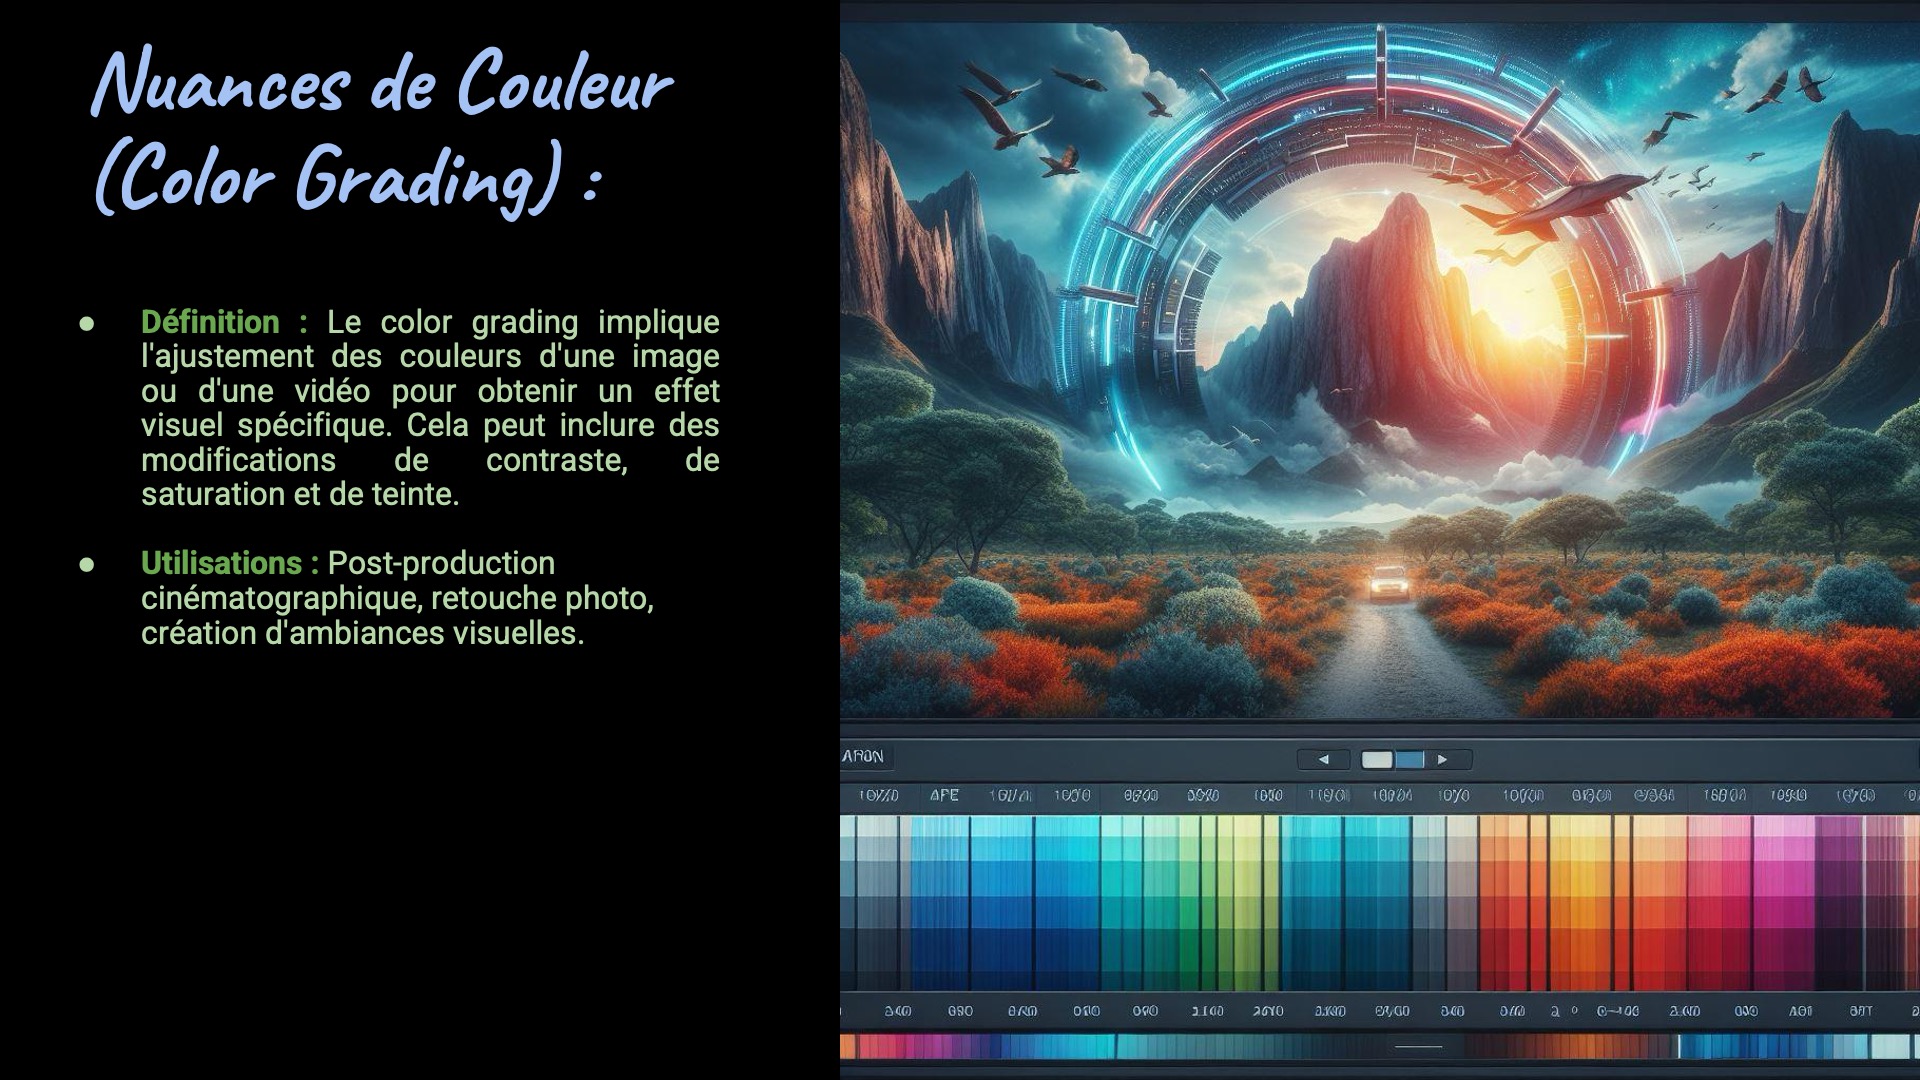 Nuances de Couleur
(Color Grading) :
● Définition : Le color grading implique
l'ajustement des couleurs d'une image
ou d'une vidéo pour obtenir un effet
visuel spécifique. Cela peut inclure des
modifications de contraste, de
saturation et de teinte.
● Utilisations : Post-production
cinématographique, retouche photo,
création d'ambiances visuelles.